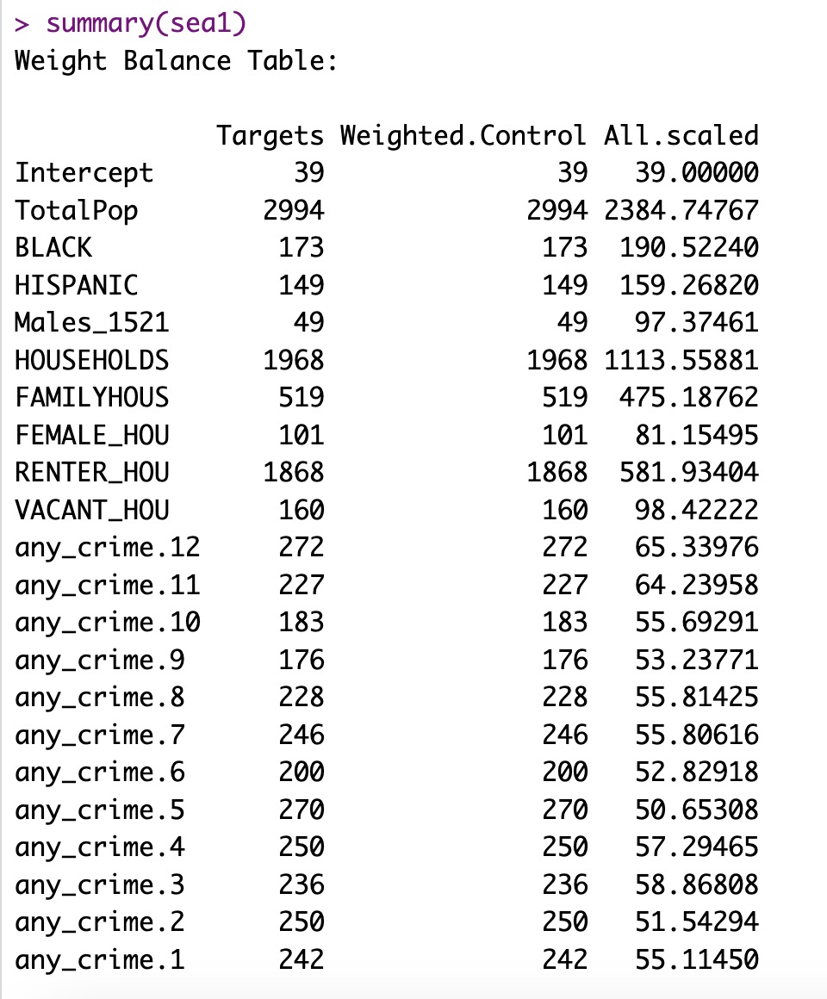 > summary(sea1)
Weight Balance Table:
Targets Weighted.Control All.scaled
Intercept 39 39 39.00000
TotalPop 2994 2994 2384.74767
BLACK 173 173 190.52240
HISPANIC 149 149 159.26820
Males_1521 49 49 97.37461
HOUSEHOLDS 1968 1968 1113.55881
FAMILYHOUS 519 519 475.18762
FEMALE_HOU 101 101 81.15495
RENTER_HOU 1868 1868 581.93404
VACANT_HOU 160 160 98.42222
any_crime.12 272 272 65.33976
any_crime.11 227 227 64.23958
any_crime.10 183 183 55.69291
any_crime.9 176 176 53.23771
any_crime.8 228 228 55.81425
any_crime.7 246 246 55.80616
any_crime.6 200 200 52.82918
any_crime.5 270 270 50.65308
any_crime.4 250 250 57.29465
any_crime.3 236 236 58.86808
any_crime.2 250 250 51.54294
any_crime.1 242 242 55.11450